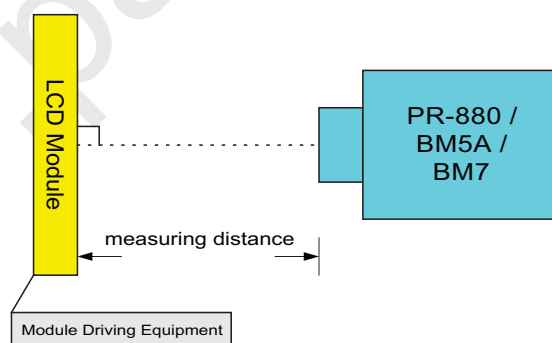 LCD Module
PR-880 /
BM5A /
BM7
measuring distance
Module Driving Equipment